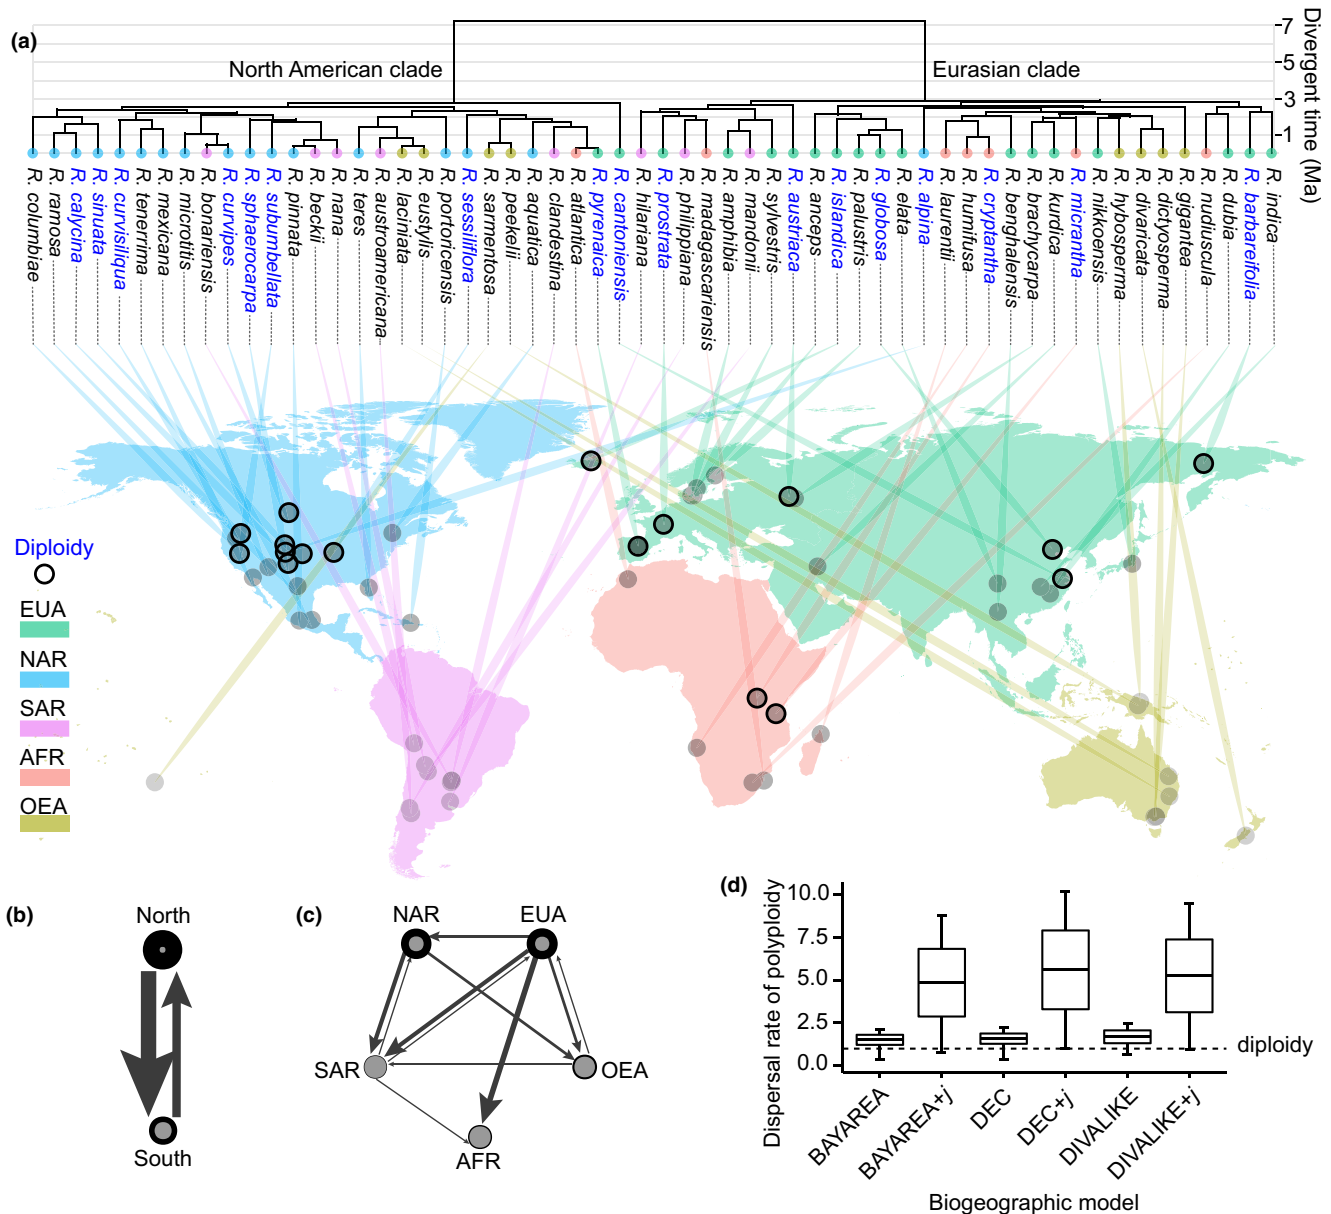 (a)
North American clade
Eurasian clade
7
5
3
1
Divergent time (Ma)
R. columbiae
R. ramosa
R. calycina
R. sinuata
R. curvisiliqua
R. tenerrima
R. mexicana
R. microtitis
R. bonariensis
R. curvipes
R. sphaerocarpa
R. subumbellata
R. pinnata
R. beckii
R. nana
R. teres
R. austroamericana
R. laciniata
R. eustylis
R. portoricensis
R. sessiliflora
R. sarmentosa
R. peekelii
R. aquatica
R. clandestina
R. atlantica
R. pyrenaica
R. cantoniensis
R. hilariana
R. prostrata
R. philippiana
R. madagascariensis
R. amphibia
R. mandonii
R. sylvestris
R. austriaca
R. anceps
R. islandica
R. palustris
R. globosa
R. elata
R. alpina
R. laurentii
R. humifusa
R. cryptantha
R. benghalensis
R. brachycarpa
R. kurdica
R. micrantha
R. nikkoensis
R. hybosperma
R. divaricata
R. dictyosperma
R. gigantea
R. nudiuscula
R. dubia
R. barbareifolia
R. indica
Diploidy
EUA
NAR
SAR
AFR
OEA
(b)
North
South
(c)
NAR
EUA
SAR
OEA
AFR
(d)
Dispersal rate of polyploidy
10.0
7.5
5.0
2.5
0.0
diploidy
BAYAREA
BAYAREA+j
DEC
DEC+j
DIVALIKE
DIVALIKE+j
Biogeographic model